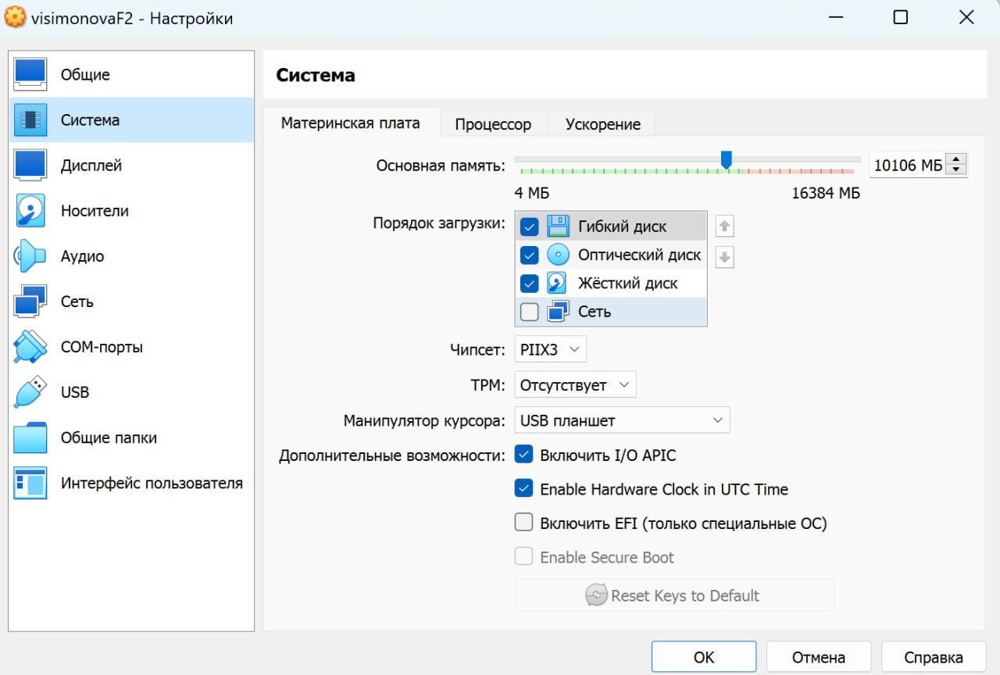 visimonovaF2 - Настройки
Общие
Система
Дисплей
Носители
Аудио
Сеть
COM-порты
USB
Общие папки
Интерфейс пользователя
Система
Материнская плата
Процессор
Ускорение
Основная память:
10106 МБ
4 МБ
16384 МБ
Порядок загрузки:
Гибкий диск
Оптический диск
Жёсткий диск
Сеть
Чипсет: PIIX3
TPM: Отсутствует
Манипулятор курсора: USB планшет
Дополнительные возможности: Включить I/O APIC
Enable Hardware Clock in UTC Time
Включить EFI (только специальные ОС)
Enable Secure Boot
Reset Keys to Default
OK
Отмена
Справка